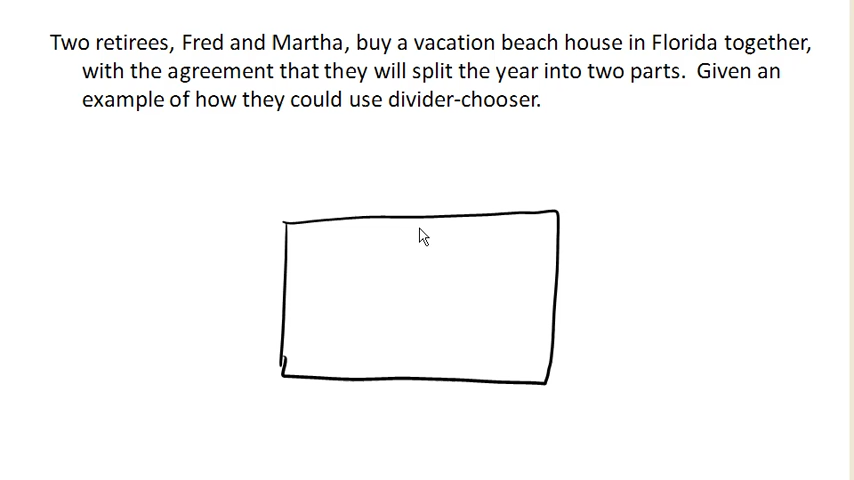 Two retirees, Fred and Martha, buy a vacation beach house in Florida together,
with the agreement that they will split the year into two parts.  Given an
example of how they could use divider-chooser.